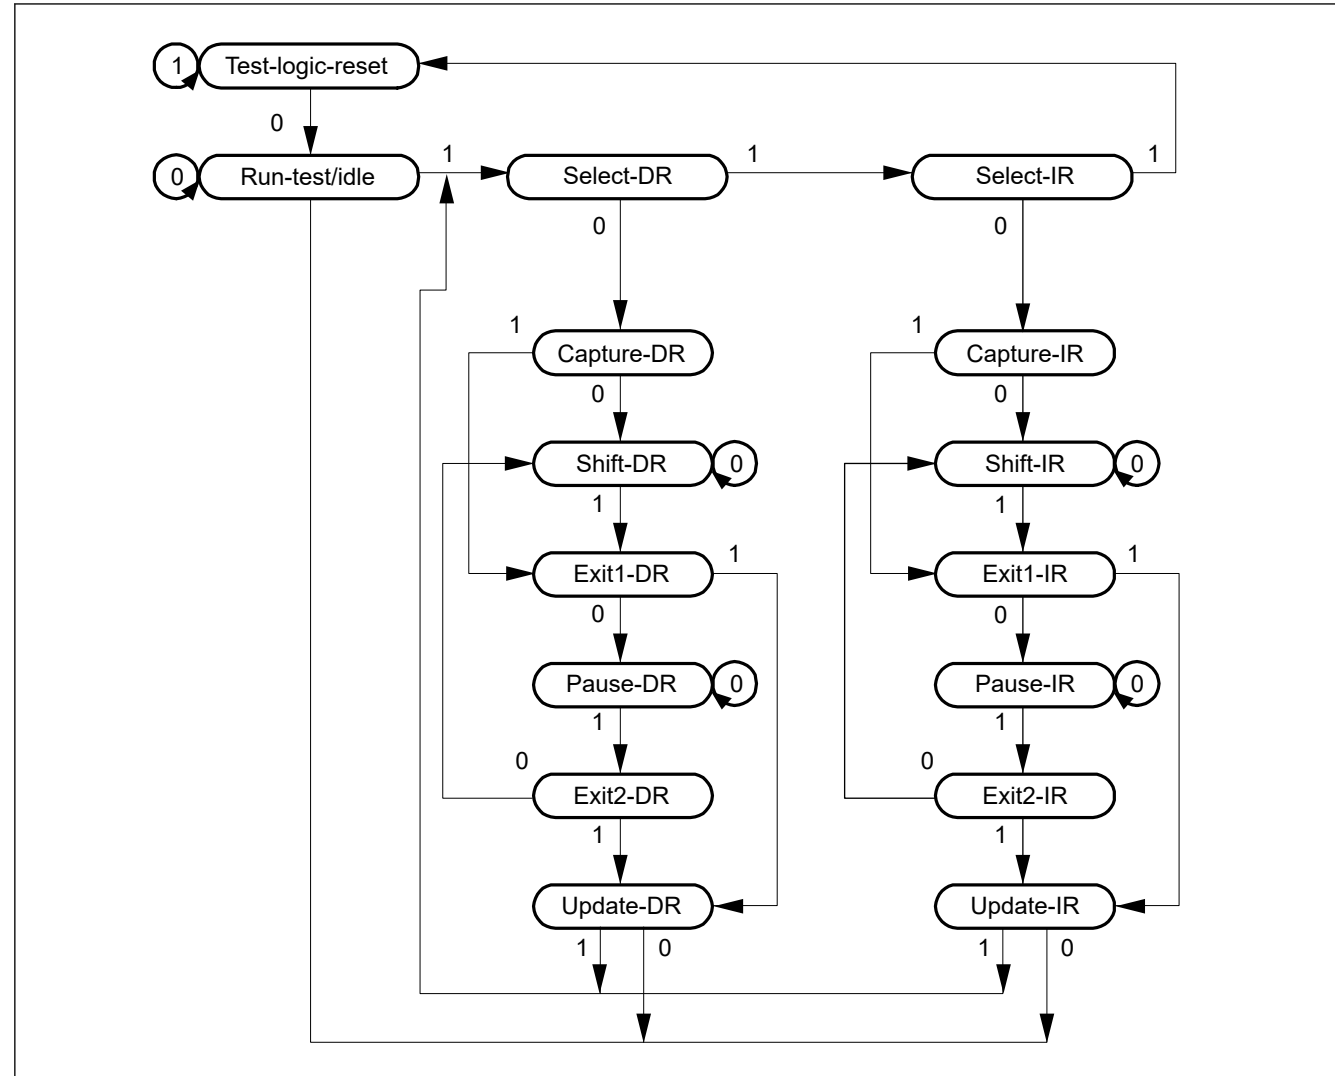 1
Test-logic-reset
0
0
Run-test/idle
1
Select-DR
1
Select-IR
1
0
0
1
Capture-DR
1
Capture-IR
0
0
Shift-DR
0
Shift-IR
0
1
1
Exit1-DR
1
Exit1-IR
1
0
0
Pause-DR
0
Pause-IR
0
1
1
0
Exit2-DR
0
Exit2-IR
1
1
Update-DR
Update-IR
1
0
1
0